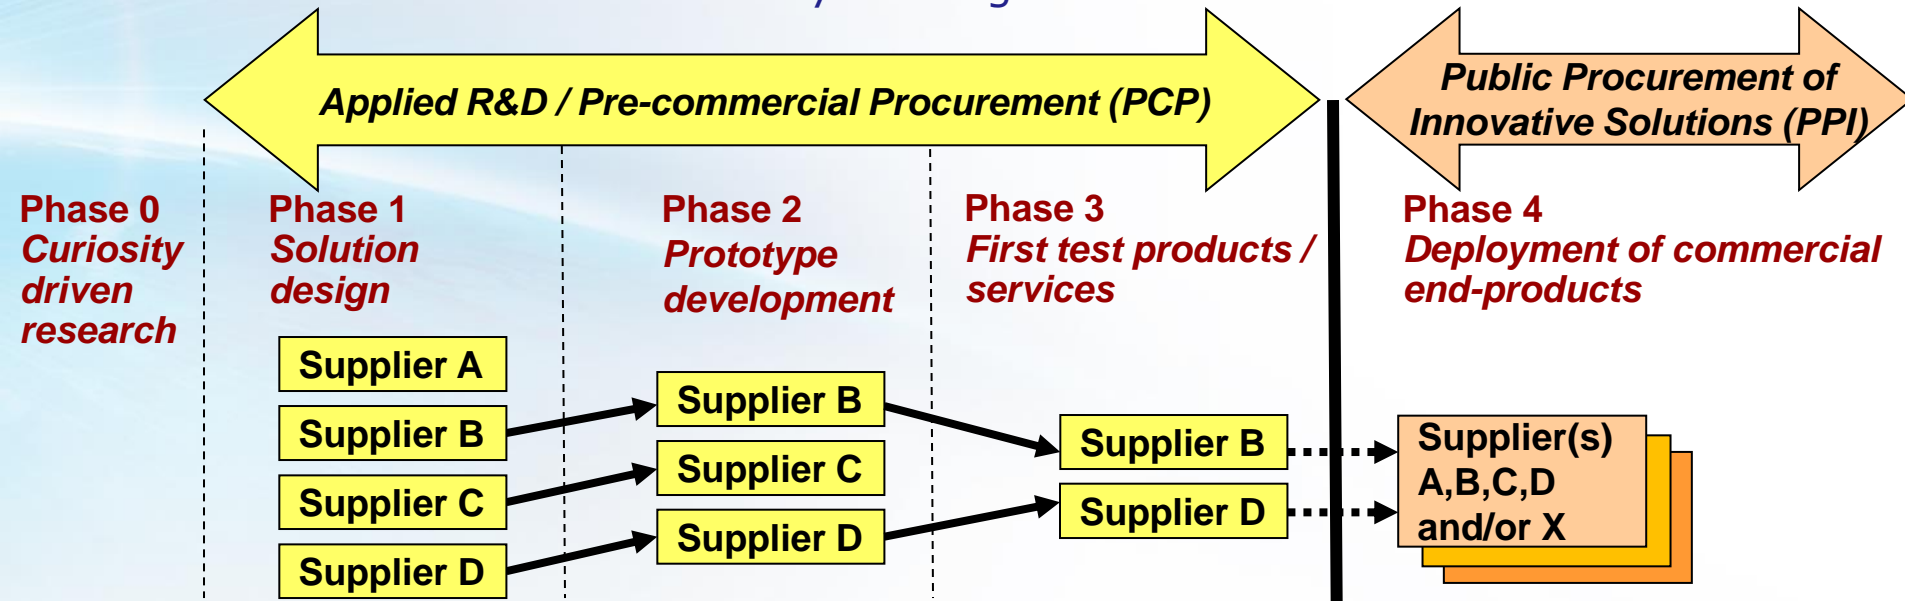 Applied R&D / Pre-commercial Procurement (PCP)
Public Procurement of
Innovative Solutions (PPI)
Phase 0
Curiosity
driven
research
Phase 1
Solution
design
Phase 2
Prototype
development
Phase 3
First test products /
services
Phase 4
Deployment of commercial
end-products
Supplier A
Supplier B
Supplier C
Supplier D
Supplier B
Supplier C
Supplier D
Supplier B
Supplier D
Supplier(s)
A,B,C,D
and/or X